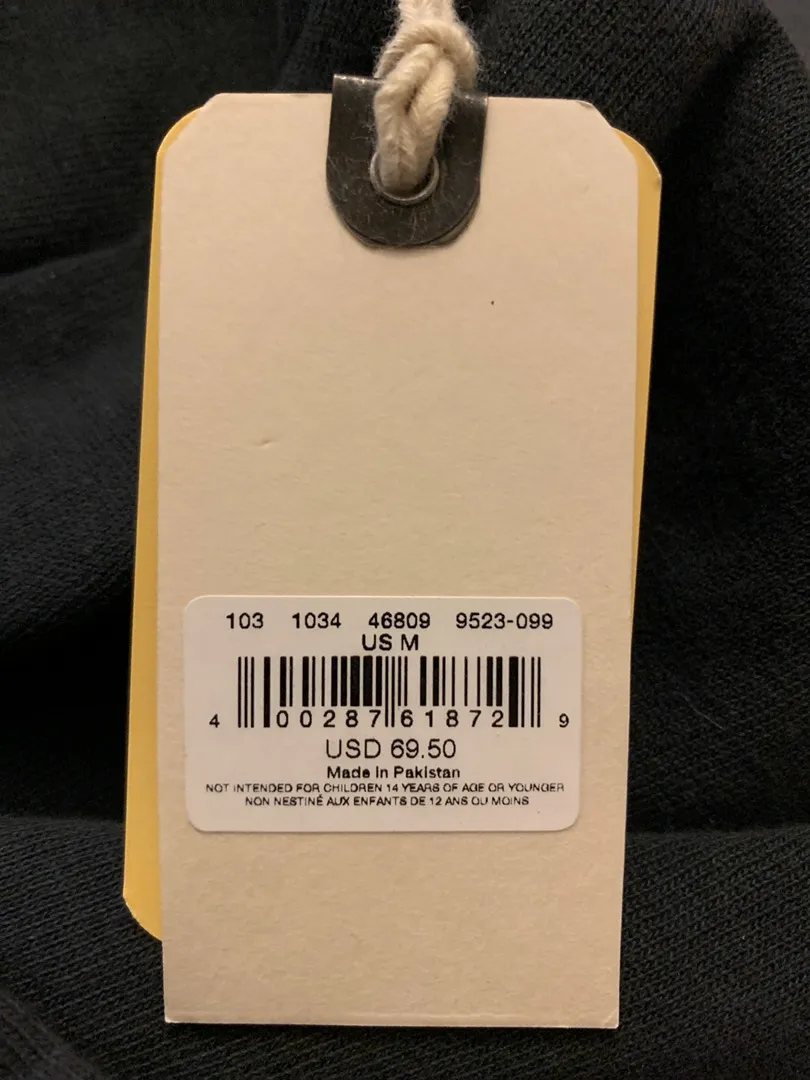 103 1034 46809 9523-099
US M
4 00287 61872 9
USD 69.50
Made in Pakistan
NOT INTENDED FOR CHILDREN 14 YEARS OF AGE OR YOUNGER
NON NESTINÉ AUX ENFANTS DE 12 ANS OU MOINS